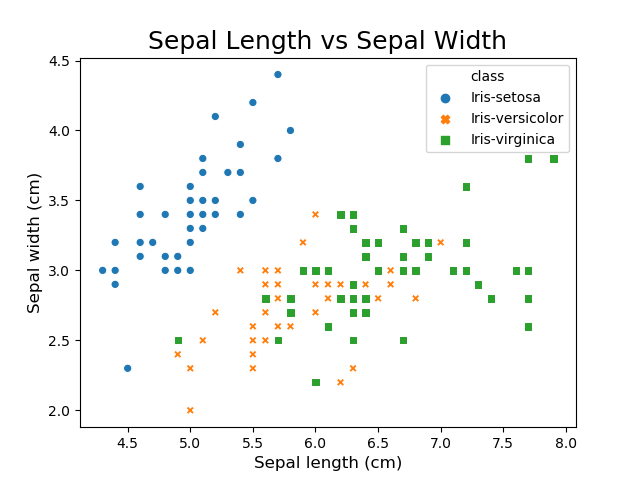 Sepal Length vs Sepal Width
class
Iris-setosa
Iris-versicolor
Iris-virginica
Sepal width (cm)
4.5
4.0
3.5
3.0
2.5
2.0
4.5 5.0 5.5 6.0 6.5 7.0 7.5 8.0
Sepal length (cm)